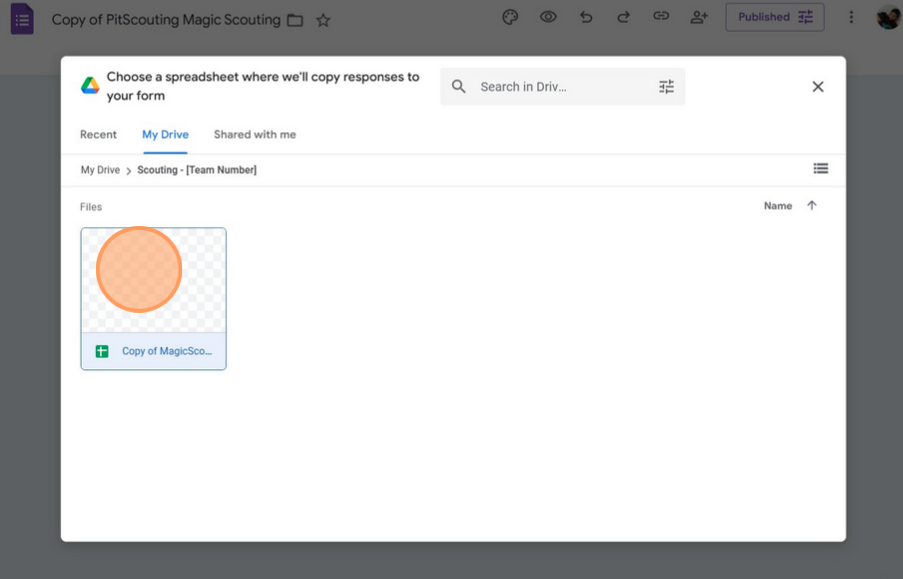 Copy of PitScouting Magic Scouting
Published
Choose a spreadsheet where we'll copy responses to
your form
Search in Driv...
Recent
My Drive
Shared with me
My Drive > Scouting - [Team Number]
Files
Name
Copy of MagicSco...